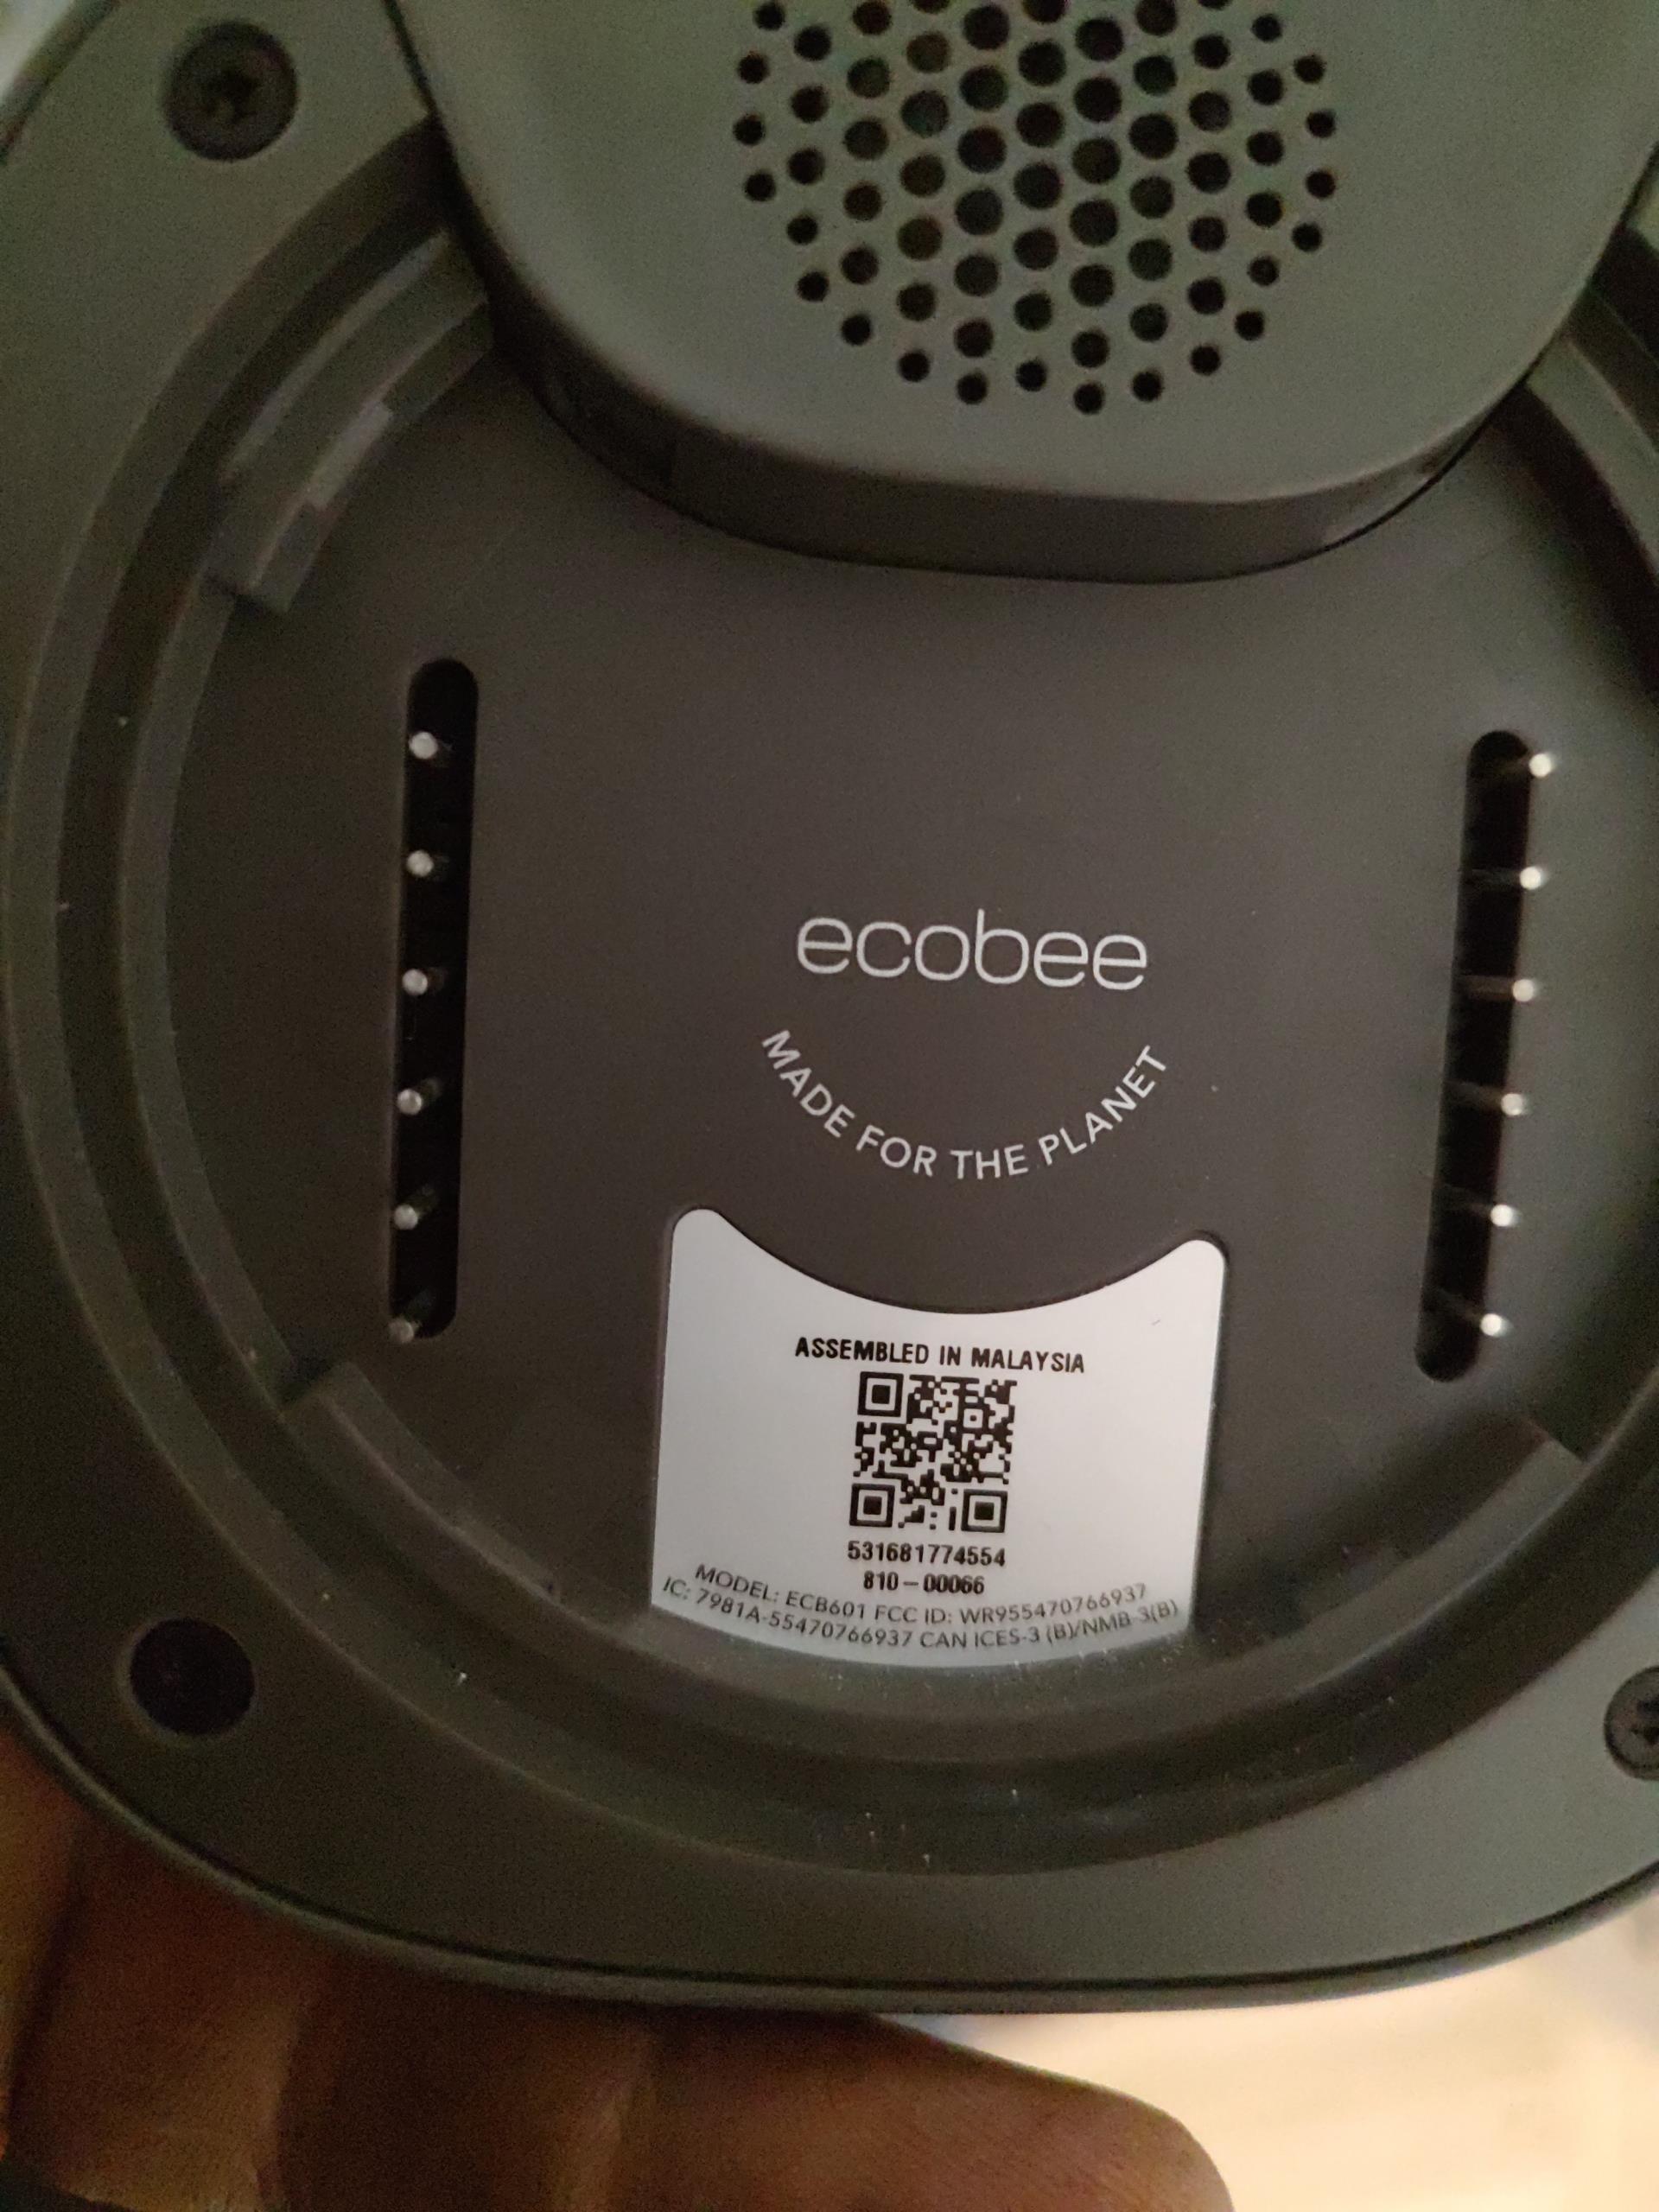 ecobee
MADE FOR THE PLANET
ASSEMBLED IN MALAYSIA
531681774554
810-00066
MODEL: ECB601 FCC ID: WR955470766937
IC: 7981A-55470766937 CAN ICES-3 (B)/NMB-3(B)